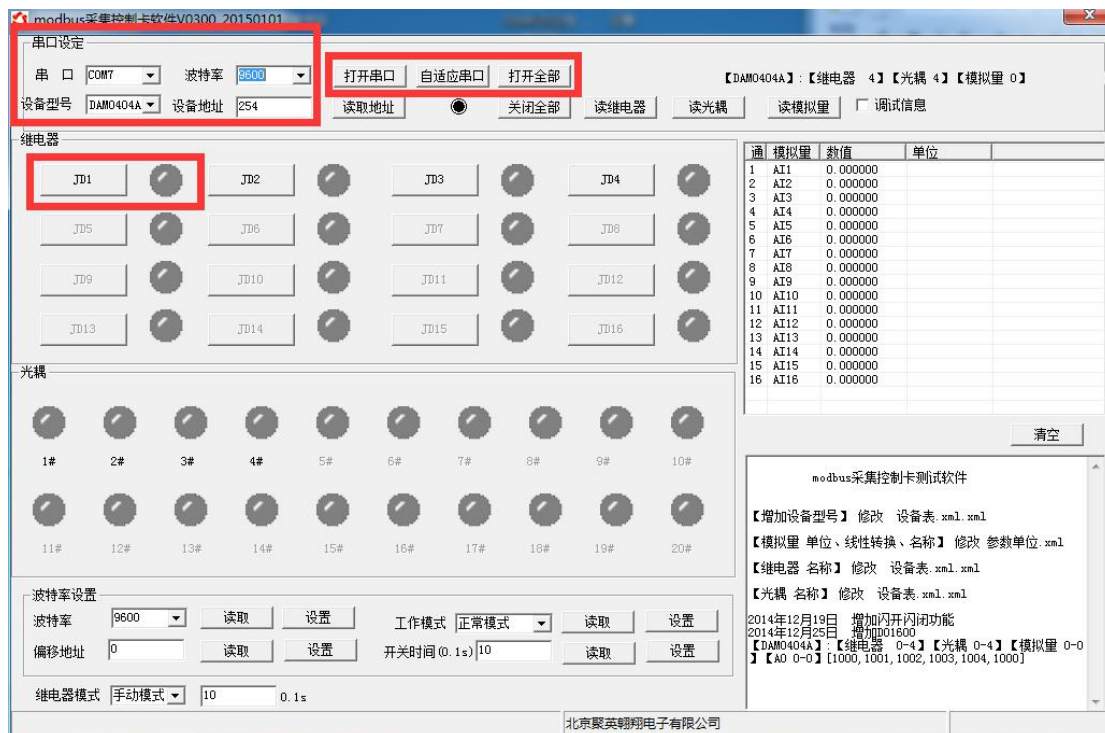 modbus采集控制卡软件V0300_20150101
串口设定
串 口 COM7 波特率 9600 打开串口 自适应串口 打开全部 【DAM0404A】:【继电器 4】【光耦 4】【模拟量 0】
设备型号 DAM0404A 设备地址 254 读取地址 关闭全部 读继电器 读光耦 读模拟量 调试信息
继电器
JD1 JD2 JD3 JD4
JD5 JD6 JD7 JD8
JD9 JD10 JD11 JD12
JD13 JD14 JD15 JD16
通 模拟量 数值 单位
1 AI1 0.000000
2 AI2 0.000000
3 AI3 0.000000
4 AI4 0.000000
5 AI5 0.000000
6 AI6 0.000000
7 AI7 0.000000
8 AI8 0.000000
9 AI9 0.000000
10 AI10 0.000000
11 AI11 0.000000
12 AI12 0.000000
13 AI13 0.000000
14 AI14 0.000000
15 AI15 0.000000
16 AI16 0.000000
清空
光耦
1# 2# 3# 4# 5# 6# 7# 8# 9# 10#
11# 12# 13# 14# 15# 16# 17# 18# 19# 20#
modbus采集控制卡测试软件
【增加设备型号】 修改 设备表.xml.xml
【模拟量 单位、线性转换、名称】 修改 参数单位.xml
【继电器 名称】 修改 设备表.xml.xml
【光耦 名称】 修改 设备表.xml.xml
2014年12月19日 增加闪开闪闭功能
2014年12月25日 增加DO1600
【DAM0404A】:【继电器 0-4】【光耦 0-4】【模拟量 0-0
】【AO 0-0】[1000,1001,1002,1003,1004,1000]
波特率设置
波特率 9600 读取 设置 工作模式 正常模式 读取 设置
偏移地址 0 读取 设置 开关时间(0.1s) 10 读取 设置
继电器模式 手动模式 10 0.1s
北京聚英翱翔电子有限公司